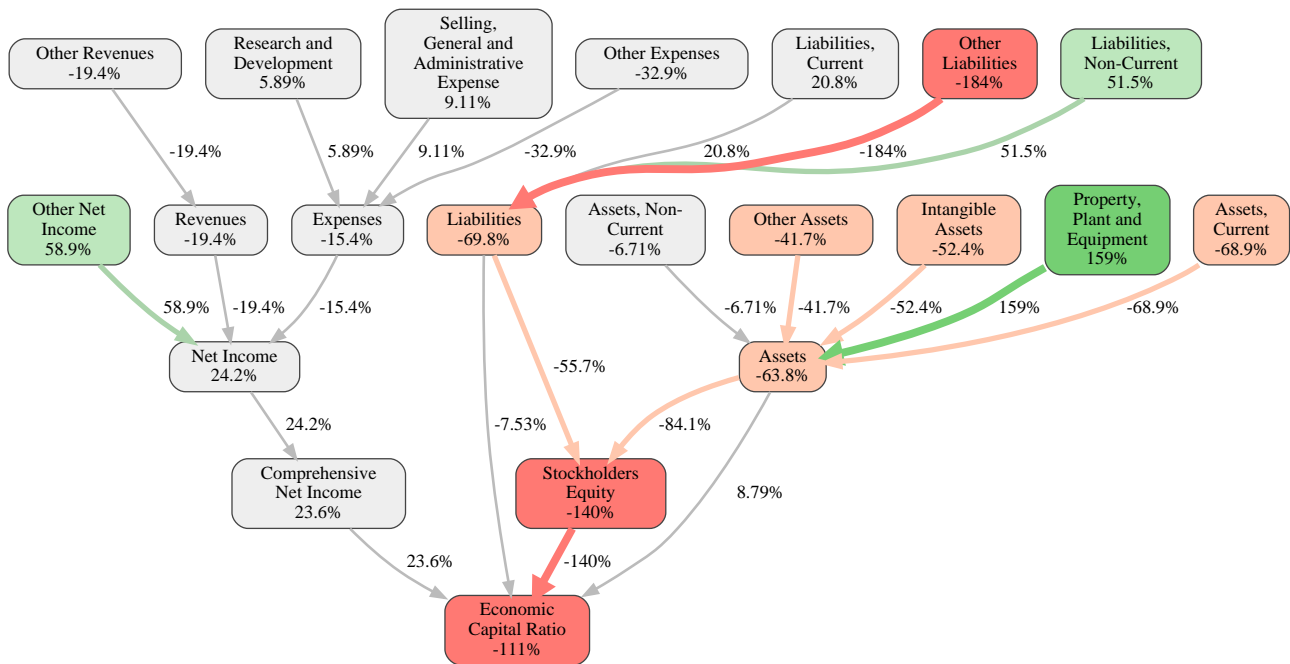 Other Revenues
-19.4%
Research and
Development
5.89%
Selling,
General and
Administrative
Expense
9.11%
Other Expenses
-32.9%
Liabilities,
Current
20.8%
Other
Liabilities
-184%
Liabilities,
Non-Current
51.5%
-19.4%
5.89%
9.11%
-32.9%
20.8%
-184%
51.5%
Other Net
Income
58.9%
Revenues
-19.4%
Expenses
-15.4%
Liabilities
-69.8%
Assets, Non-
Current
-6.71%
Other Assets
-41.7%
Intangible
Assets
-52.4%
Property,
Plant and
Equipment
159%
Assets,
Current
-68.9%
58.9%
-19.4%
-15.4%
-6.71%
-41.7%
-52.4%
159%
-68.9%
Net Income
24.2%
Assets
-63.8%
-55.7%
24.2%
-7.53%
-84.1%
Comprehensive
Net Income
23.6%
Stockholders
Equity
-140%
8.79%
23.6%
-140%
Economic
Capital Ratio
-111%